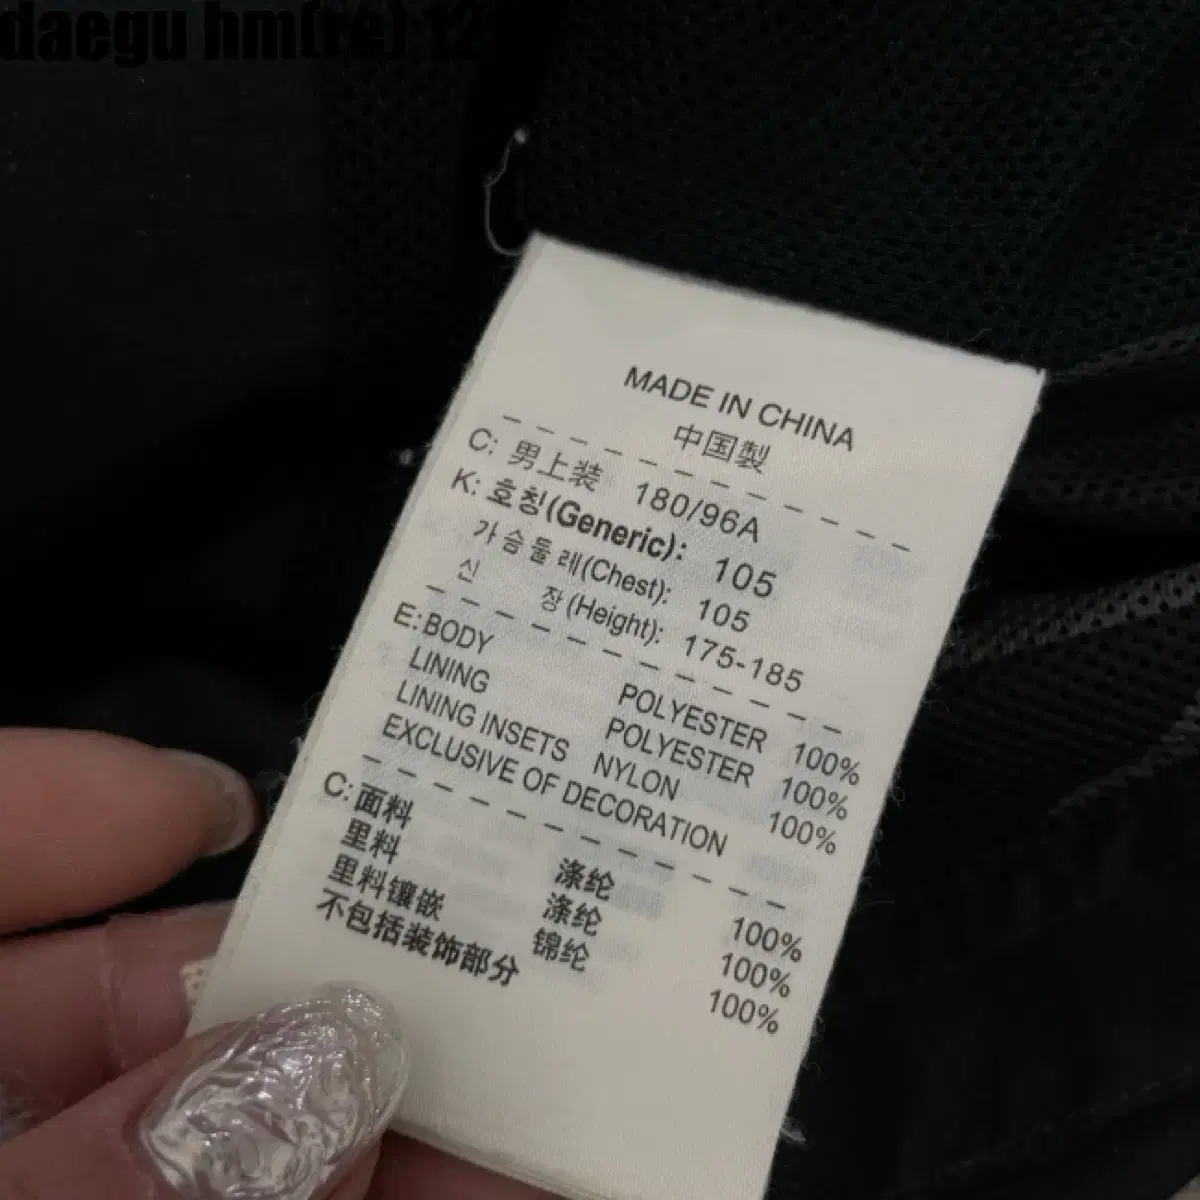 daegu hm(re) 12
MADE IN CHINA
中国製
C: 男上装 180/96A
K: 호칭(Generic): 105
가슴둘레(Chest): 105
신 장(Height): 175-185
E: BODY POLYESTER 100%
LINING POLYESTER 100%
LINING INSETS NYLON 100%
EXCLUSIVE OF DECORATION
C: 面料 涤纶 100%
里料 涤纶 100%
里料镶嵌 锦纶 100%
不包括装饰部分